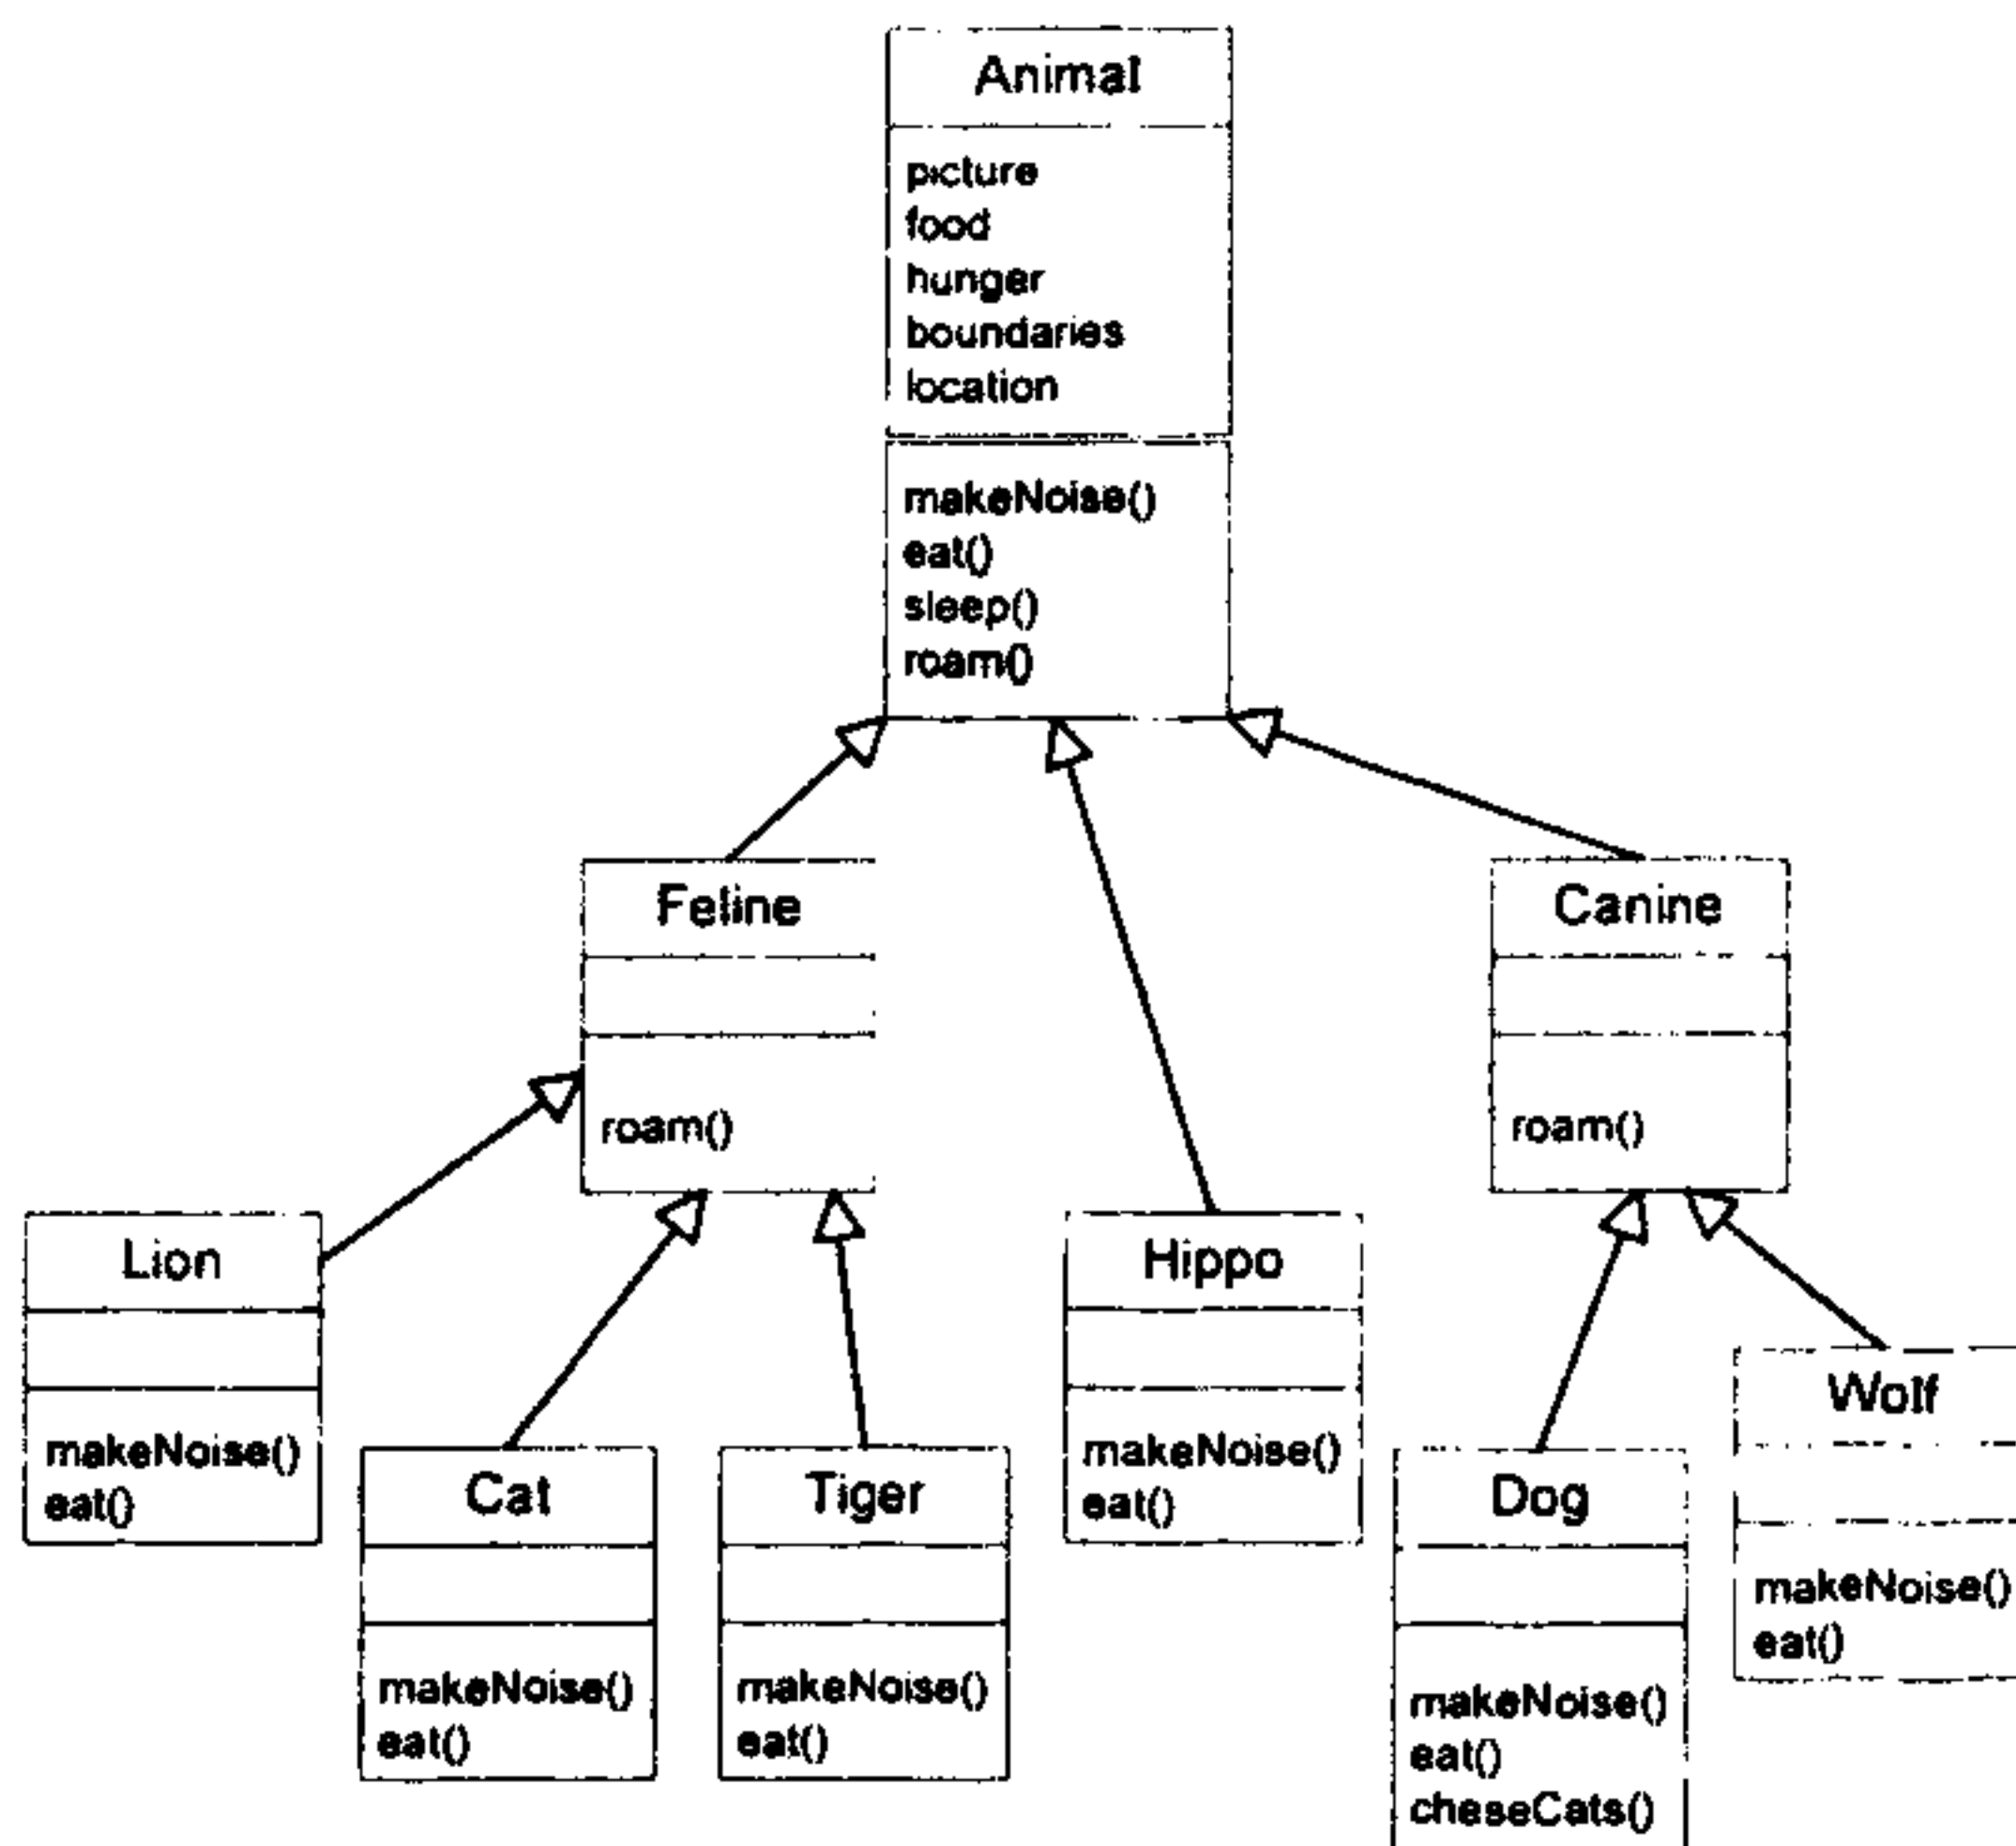 Animal
picture
food
hunger
boundaries
location
makeNoise()
eat()
sleep()
roam()
Feline
roam()
Canine
roam()
Lion
makeNoise()
eat()
Cat
makeNoise()
eat()
Tiger
makeNoise()
eat()
Hippo
makeNoise()
eat()
Dog
makeNoise()
eat()
cheseCats()
Wolf
makeNoise()
eat()